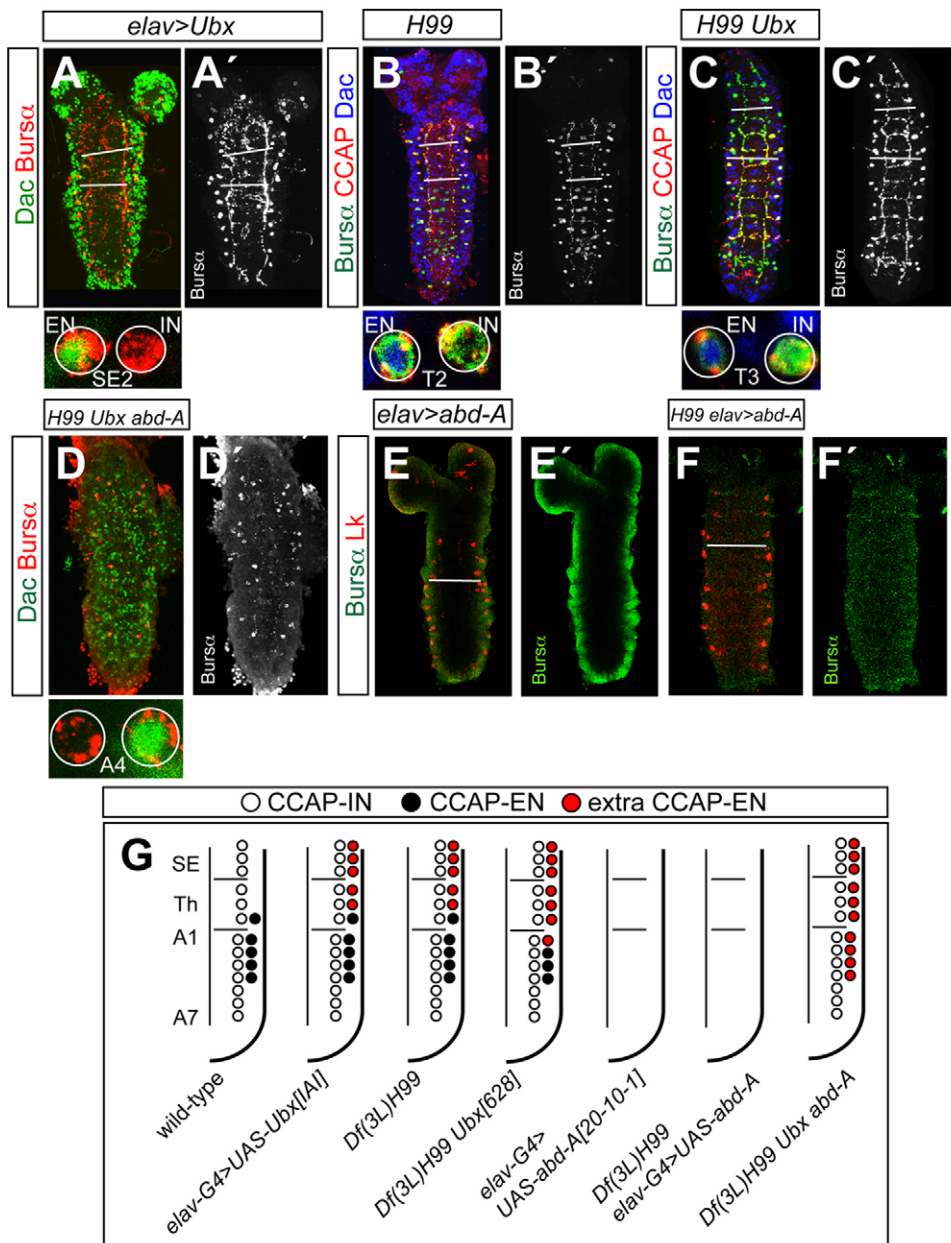 elav>Ubx
H99
H99 Ubx
Dac Bursα
A
A´
Bursα
Bursα CCAP Dac
B
B´
Bursα
Bursα CCAP Dac
C
C´
Bursα
EN
IN
SE2
EN
IN
T2
EN
IN
T3
H99 Ubx abd-A
elav>abd-A
H99 elav>abd-A
Dac Bursα
D
D´
Bursα
Bursα Lk
E
E´
Bursα
F
F´
Bursα
A4
CCAP-IN
CCAP-EN
extra CCAP-EN
G
SE
Th
A1
A7
wild-type
elav-G4>UAS-Ubx[IAI]
Df(3L)H99
Df(3L)H99 Ubx[628]
elav-G4>
UAS-abd-A[20-10-1]
Df(3L)H99
elav-G4>UAS-abd-A
Df(3L)H99 Ubx abd-A